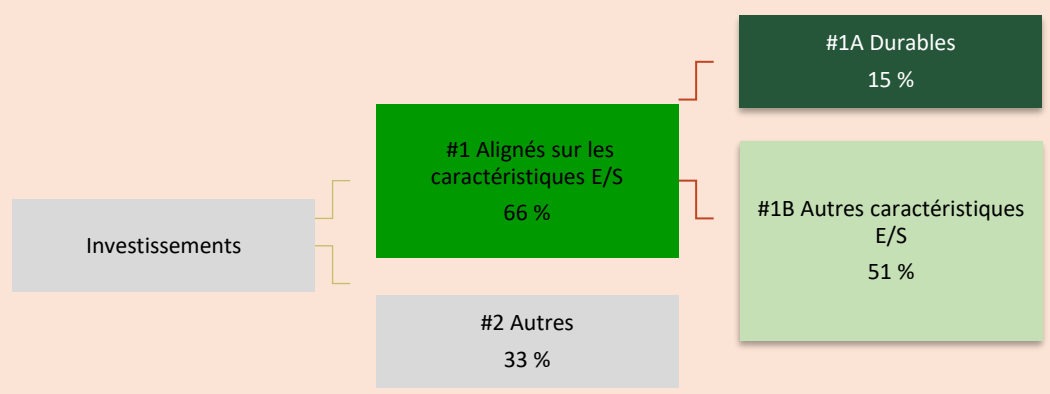 #1A Durables
15 %
#1 Alignés sur les
caractéristiques E/S
66 %
#1B Autres caractéristiques
E/S
51 %
Investissements
#2 Autres
33 %